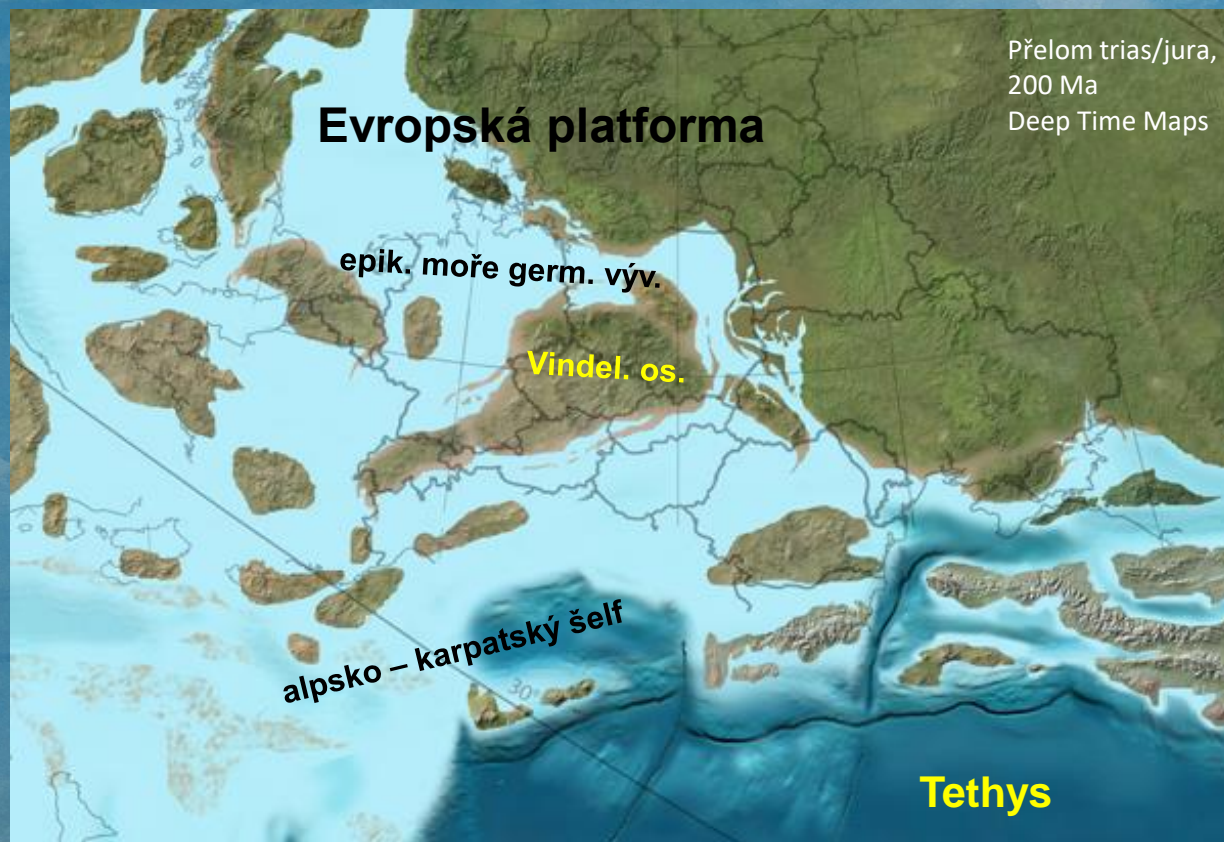 Přelom trias/jura,
200 Ma
Deep Time Maps
Evropská platforma
epik. moře germ. výv.
Vindel. os.
alpsko – karpatský šelf
30°
Tethys